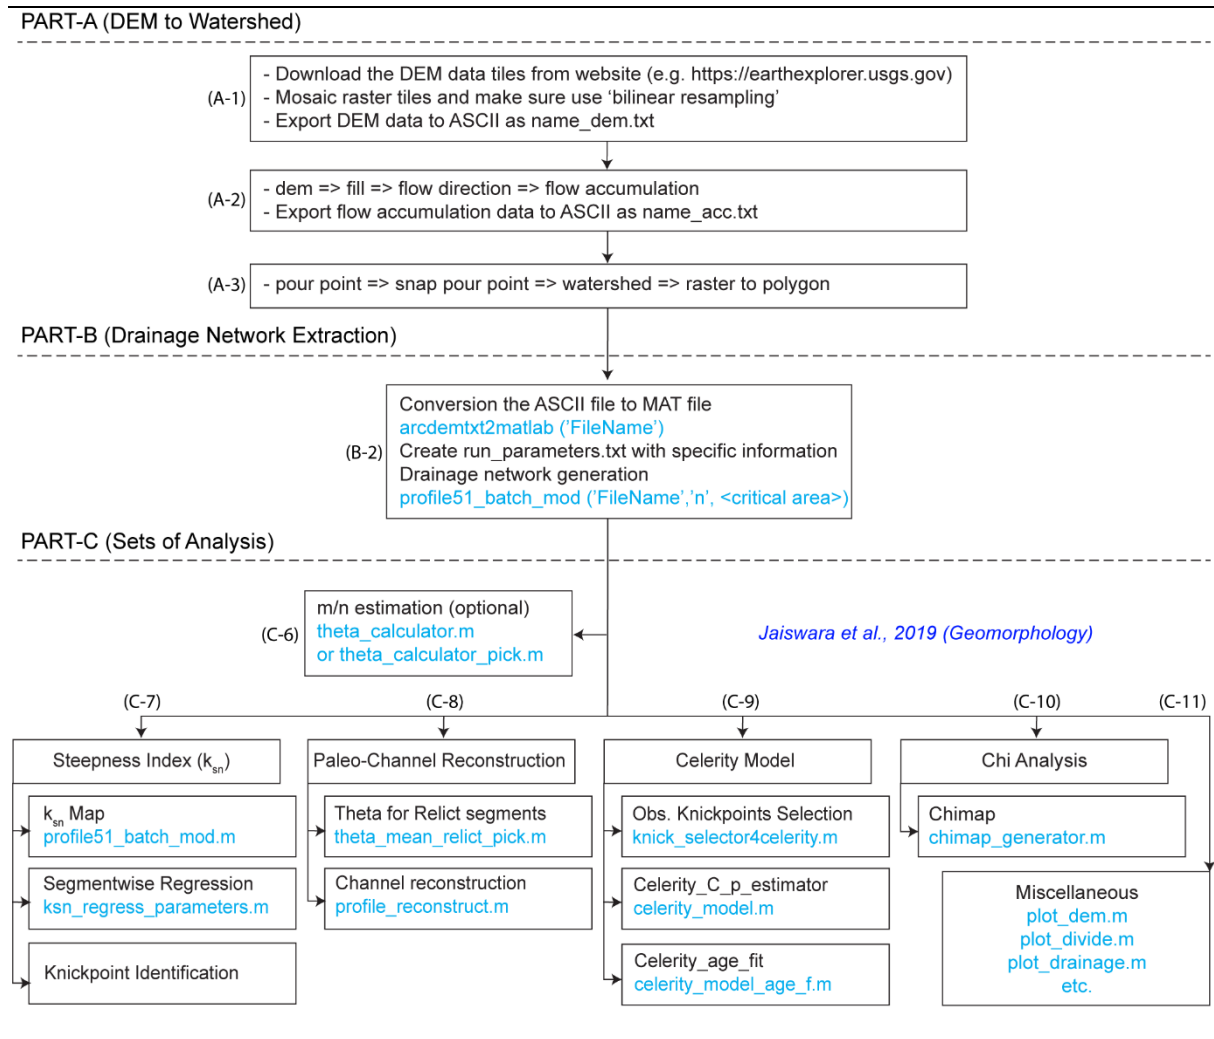 PART-A (DEM to Watershed)
(A-1)
- Download the DEM data tiles from website (e.g. https://earthexplorer.usgs.gov)
- Mosaic raster tiles and make sure use ‘bilinear resampling’
- Export DEM data to ASCII as name_dem.txt
(A-2)
- dem => fill => flow direction => flow accumulation
- Export flow accumulation data to ASCII as name_acc.txt
(A-3)
- pour point => snap pour point => watershed => raster to polygon
PART-B (Drainage Network Extraction)
(B-2)
Conversion the ASCII file to MAT file
arcdemtxt2matlab (’FileName’)
Create run_parameters.txt with specific information
Drainage network generation
profile51_batch_mod (’FileName’,’n’, <critical area>)
PART-C (Sets of Analysis)
(C-6)
m/n estimation (optional)
theta_calculator.m
or theta_calculator_pick.m
Jaiswara et al., 2019 (Geomorphology)
(C-7)
Steepness Index (ksn)
ksn Map
profile51_batch_mod.m
Segmentwise Regression
ksn_regress_parameters.m
Knickpoint Identification
(C-8)
Paleo-Channel Reconstruction
Theta for Relict segments
theta_mean_relict_pick.m
Channel reconstruction
profile_reconstruct.m
(C-9)
Celerity Model
Obs. Knickpoints Selection
knick_selector4celerity.m
Celerity_C_p_estimator
celerity_model.m
Celerity_age_fit
celerity_model_age_f.m
(C-10)
Chi Analysis
Chimap
chimap_generator.m
(C-11)
Miscellaneous
plot_dem.m
plot_divide.m
plot_drainage.m
etc.